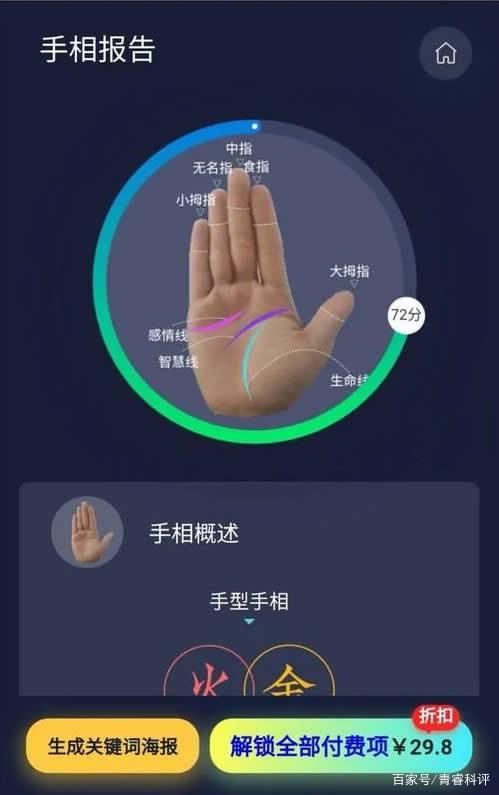 手相报告
中指
无名指
食指
小拇指
大拇指
72分
感情线
智慧线
生命线
手相概述
手型手相
火
金
折扣
生成关键词海报
解锁全部付费项￥29.8
百家号/青睿科评